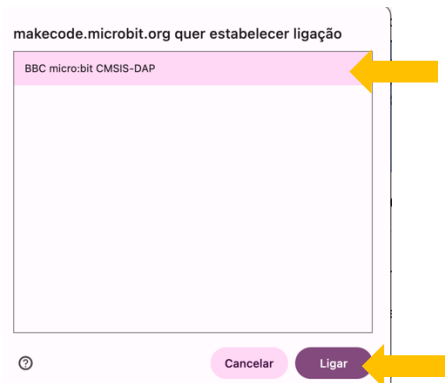 makecode.microbit.org quer estabelecer ligação
BBC micro:bit CMSIS-DAP
Cancelar
Ligar